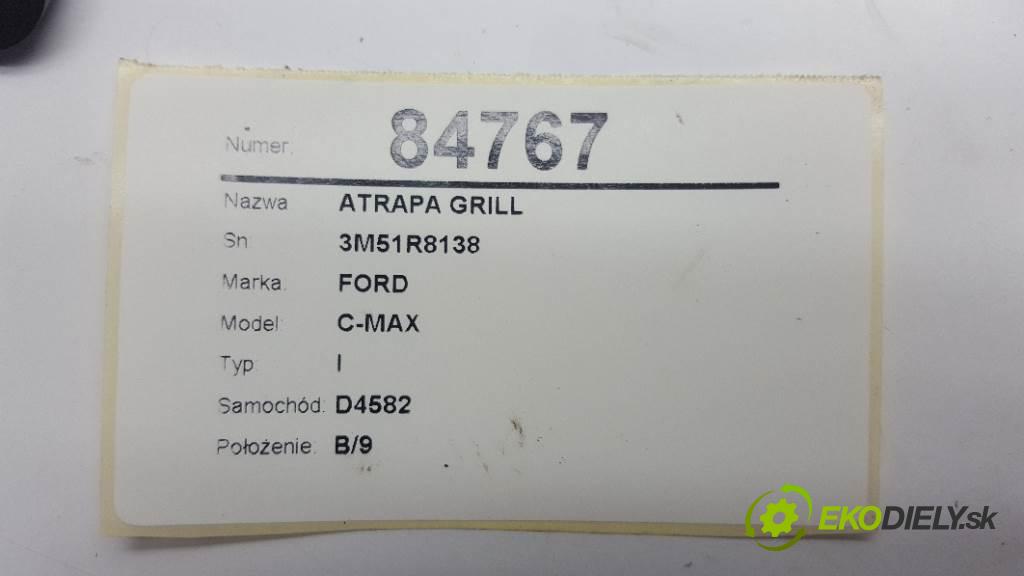 Numer: 84767
Nazwa ATRAPA GRILL
Sn: 3M51R8138
Marka: FORD
Model: C-MAX
Typ: I
Samochód: D4582
Położenie: B/9
EKODIELY.sk